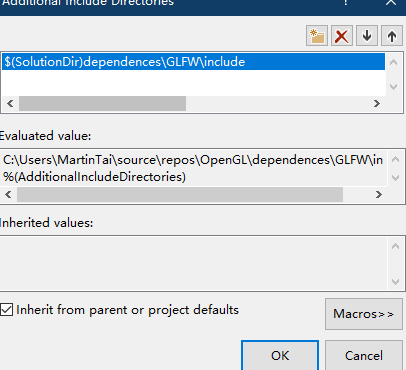 Additional Include Directories
?
$(SolutionDir)dependences\GLFW\include
Evaluated value:
C:\Users\MartinTai\source\repos\OpenGL\dependences\GLFW\in
%(AdditionalIncludeDirectories)
Inherited values:
Inherit from parent or project defaults
Macros>>
OK
Cancel